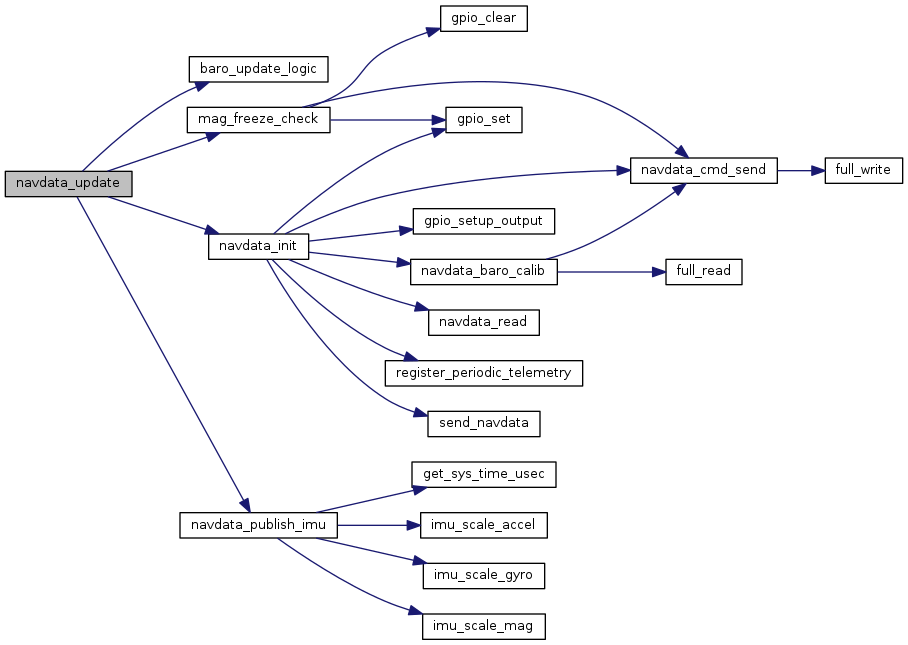 gpio_clear
baro_update_logic
mag_freeze_check
gpio_set
navdata_cmd_send
full_write
navdata_update
gpio_setup_output
navdata_init
navdata_baro_calib
full_read
navdata_read
register_periodic_telemetry
send_navdata
get_sys_time_usec
navdata_publish_imu
imu_scale_accel
imu_scale_gyro
imu_scale_mag